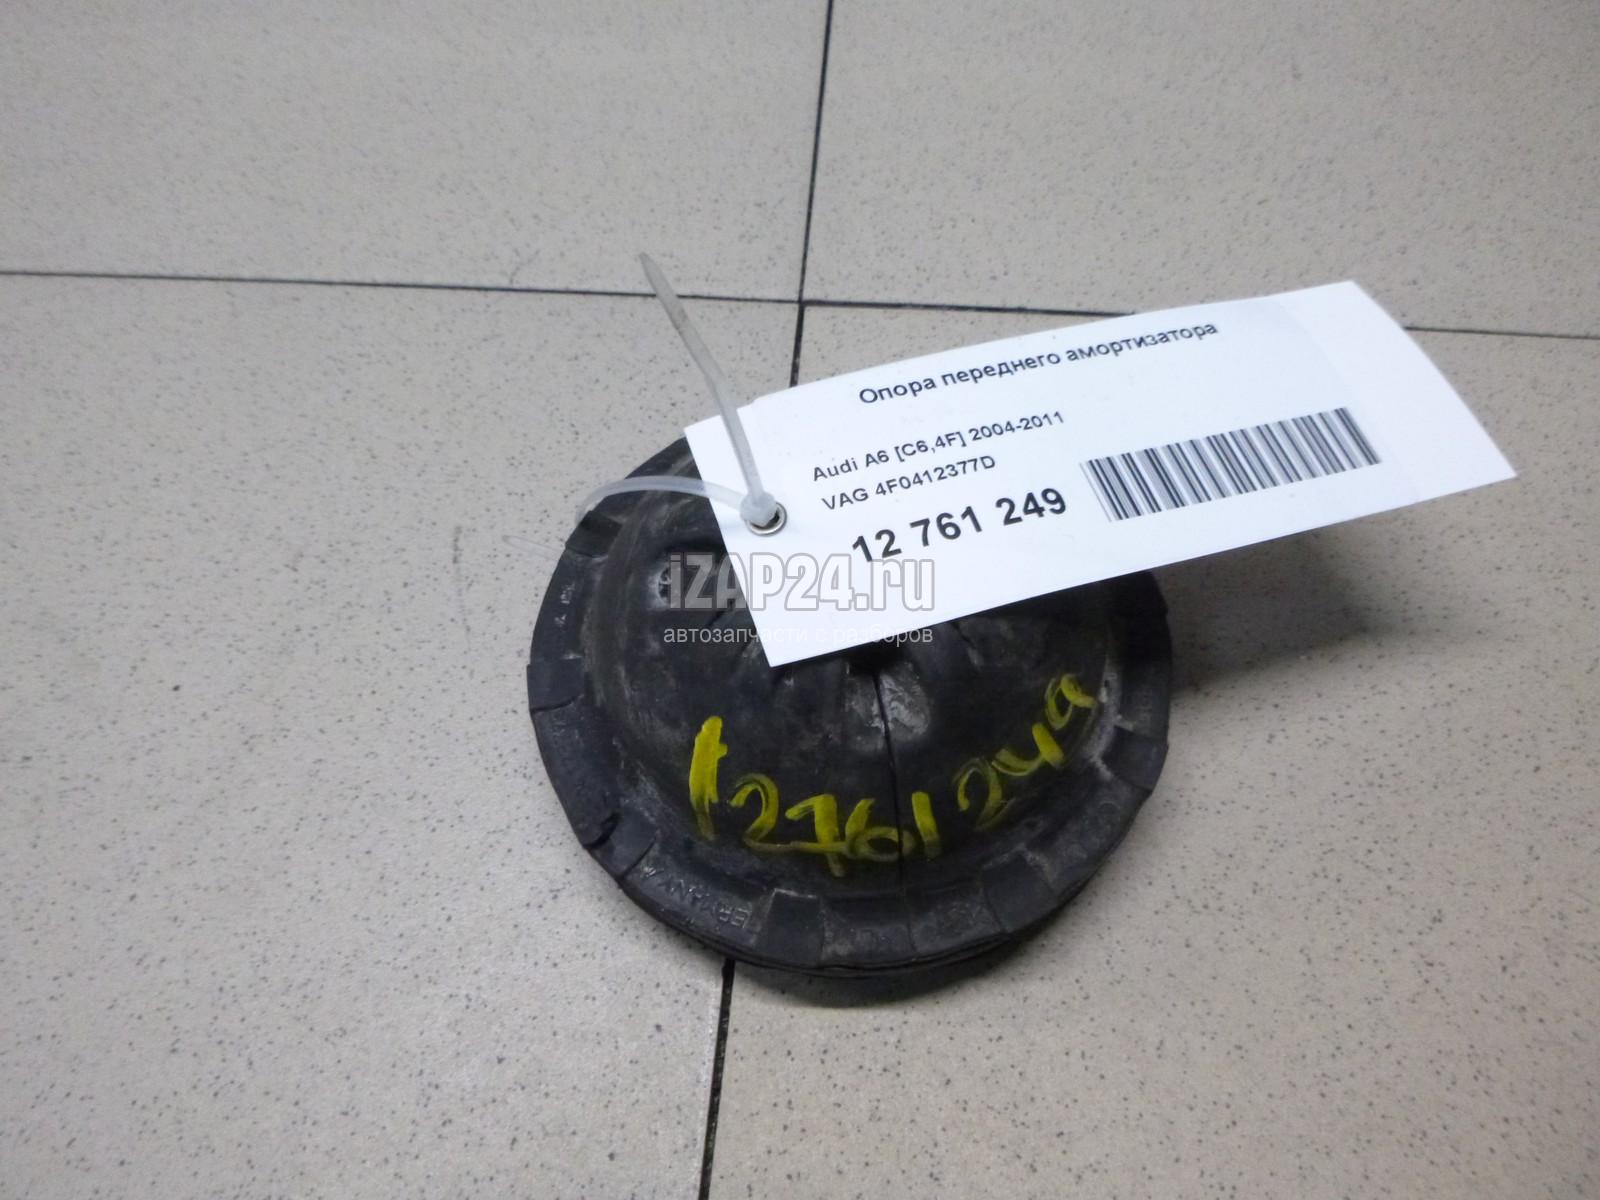 Опора переднего амортизатора
Audi A6 [C6,4F] 2004-2011
VAG 4F0412377D
12 761 249
iZAP24.ru
автозапчасти с разборов
12761249